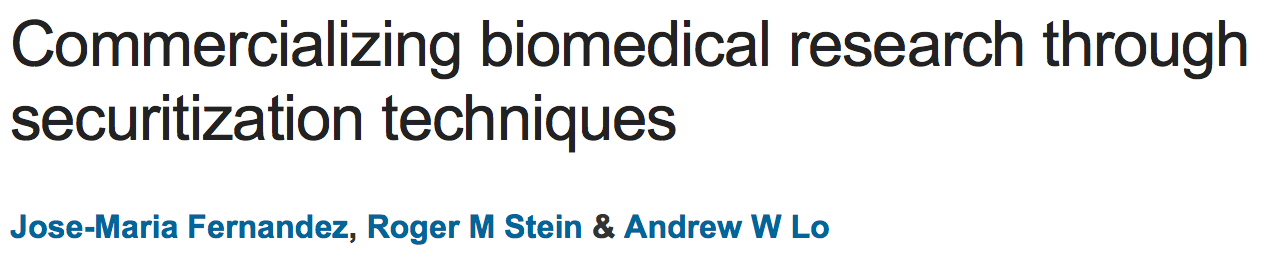 Commercializing biomedical research through
securitization techniques
Jose-Maria Fernandez, Roger M Stein & Andrew W Lo